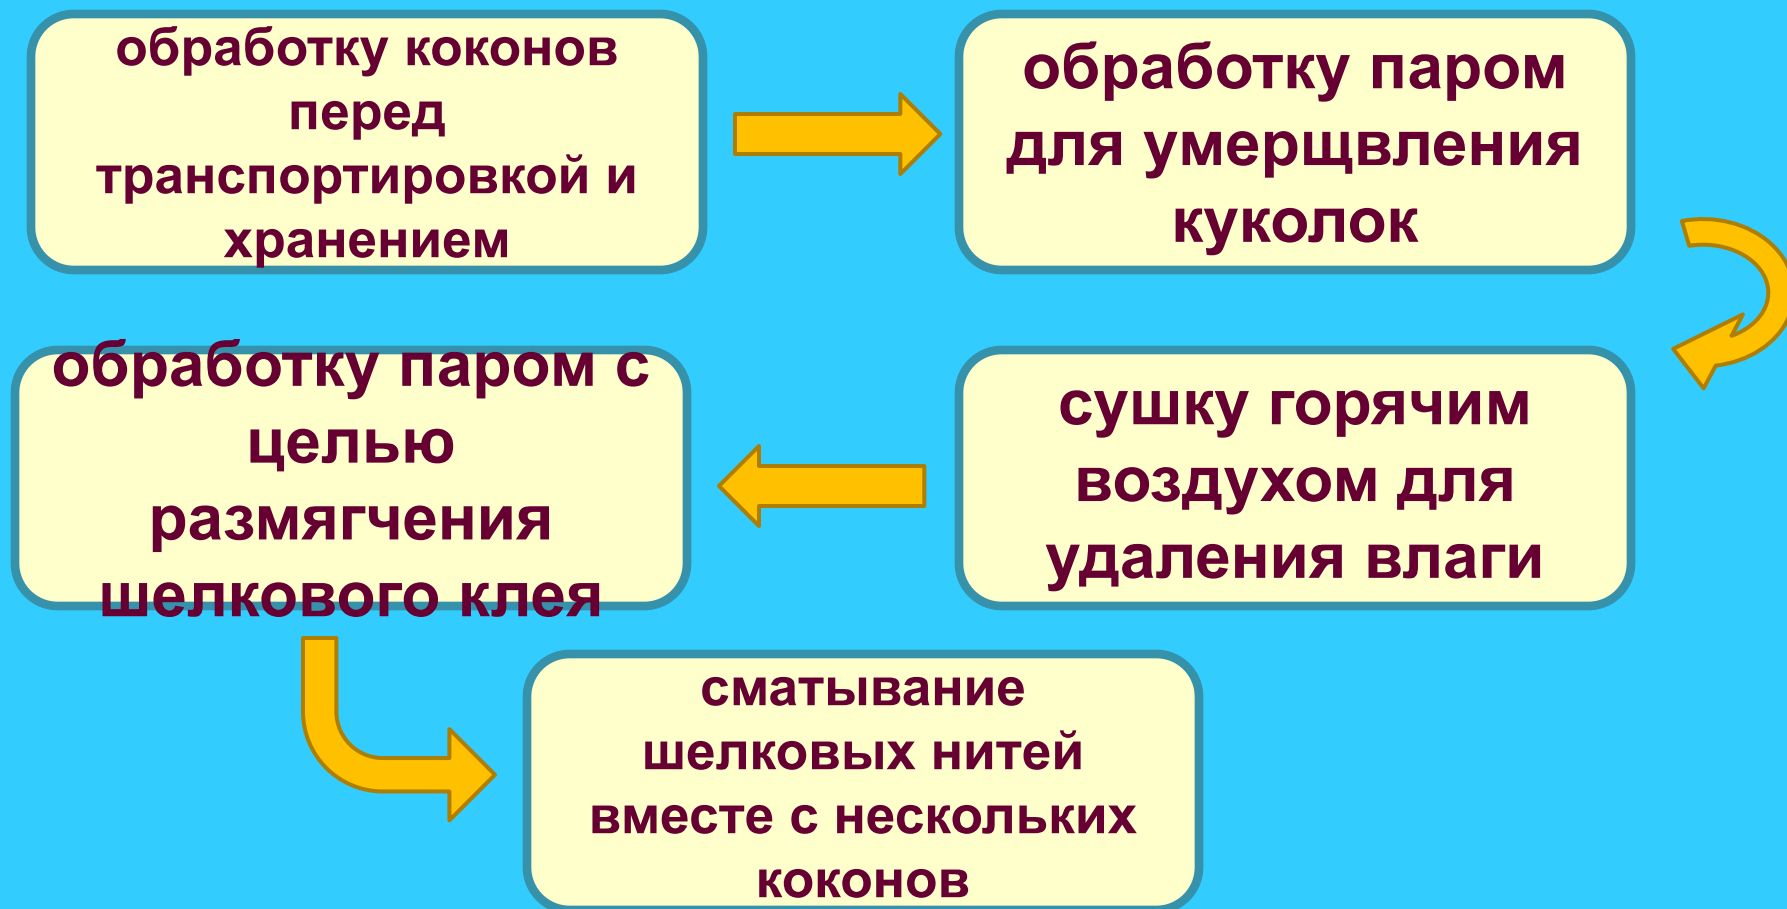 обработку коконов
перед
транспортировкой и
хранением
обработку паром
для умерщвления
куколок
сушку горячим
воздухом для
удаления влаги
обработку паром с
целью
размягчения
шелкового клея
сматывание
шелковых нитей
вместе с нескольких
коконов